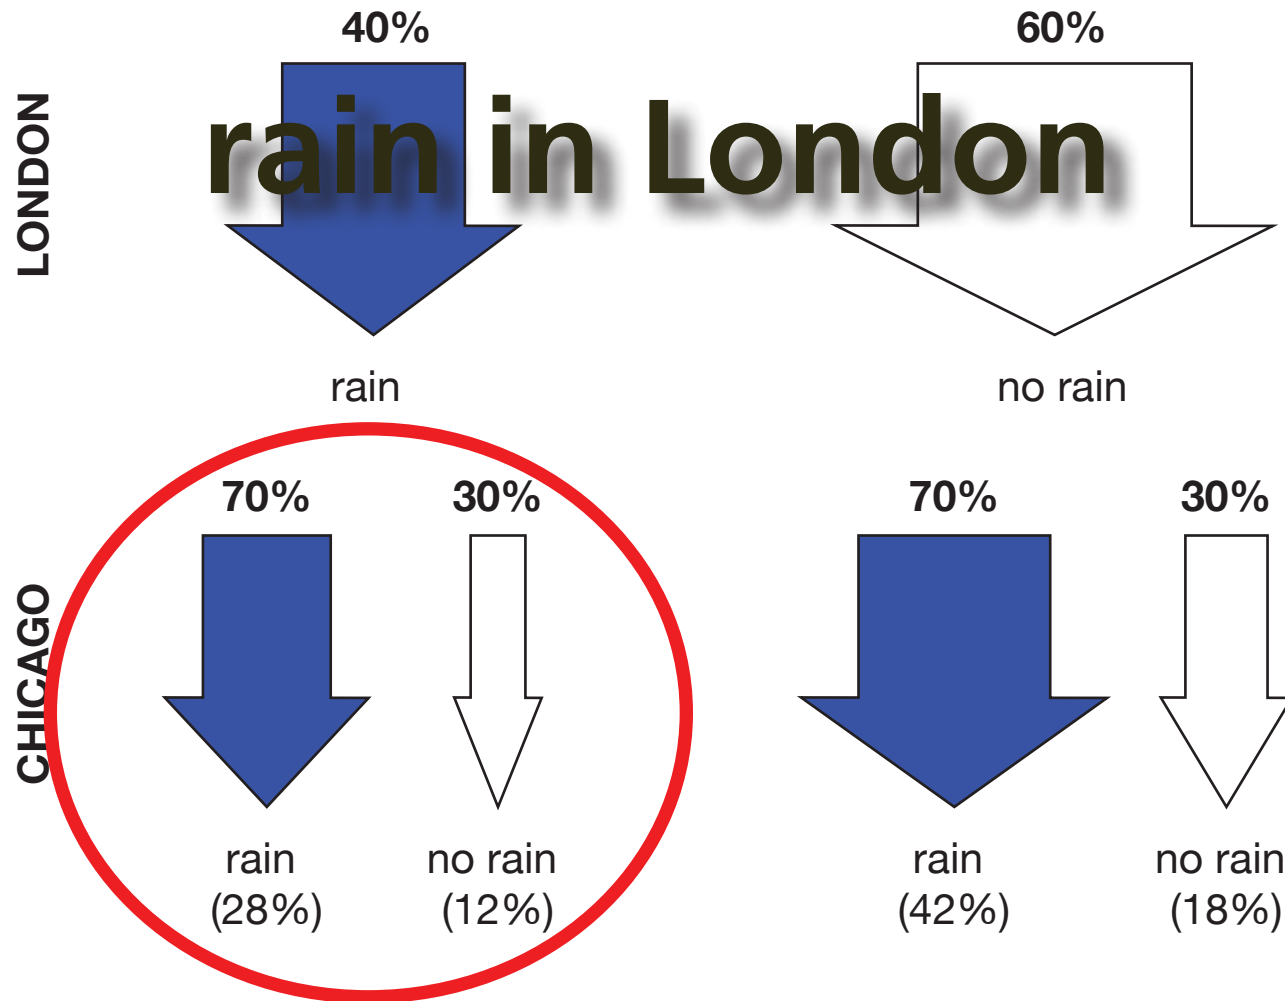 40% 60%
LONDON
rain in London
rain no rain
70% 30% 70% 30%
CHICAGO
rain no rain rain no rain
(28%) (12%) (42%) (18%)